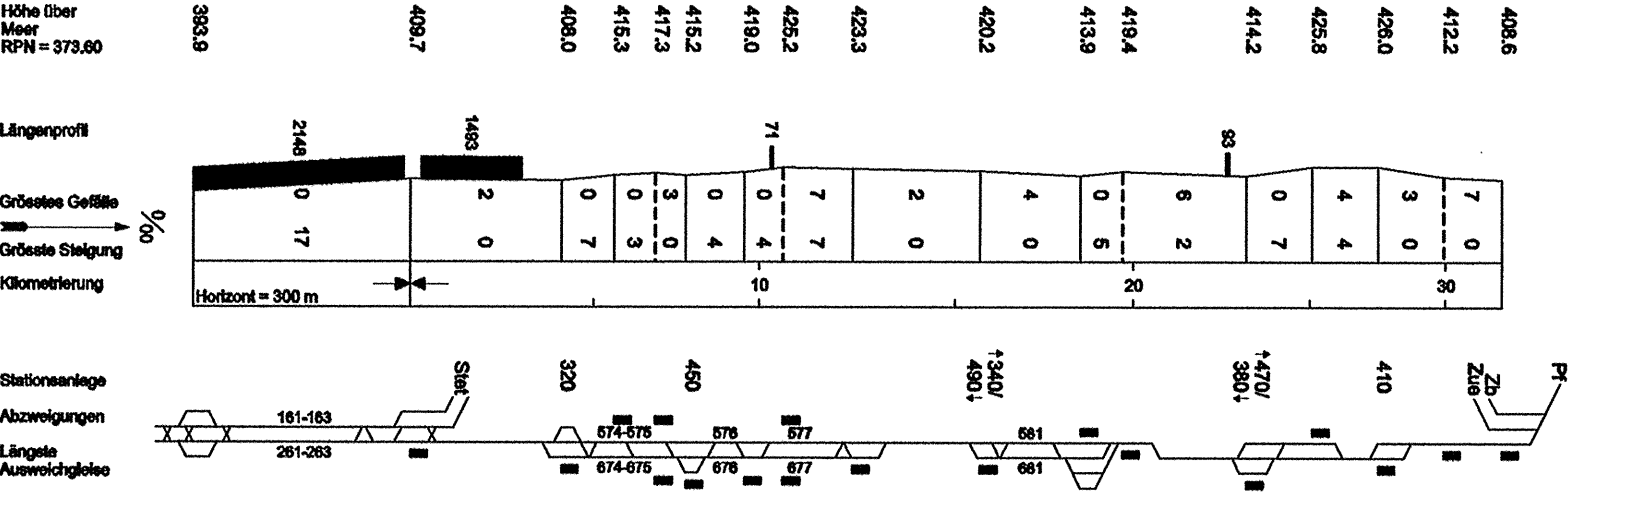 Höhe über
Meer
RPN = 373.60
393.9 409.7 408.0 415.3 417.3 415.2 419.0 425.2 423.3 420.2 413.9 419.4 414.2 425.8 426.0 412.2 408.6
Längenprofil
2148 1493 71 93
Grösstes Gefälle
0 2 0 0 3 0 0 7 2 4 0 6 0 4 3 7
0/00
Grösste Steigung
17 0 7 3 0 4 4 7 0 0 5 2 7 4 0 0
Kilometrierung
Horizont = 300 m
10 20 30
Stationsanlage
Stet 320 450 490↓ ↑340/ 380↓ ↑470/ 410 Zue Zb Pf
Abzweigungen
161-163 574-575 576 577 581
Längste
Ausweichgleise
261-263 674-675 676 677 681